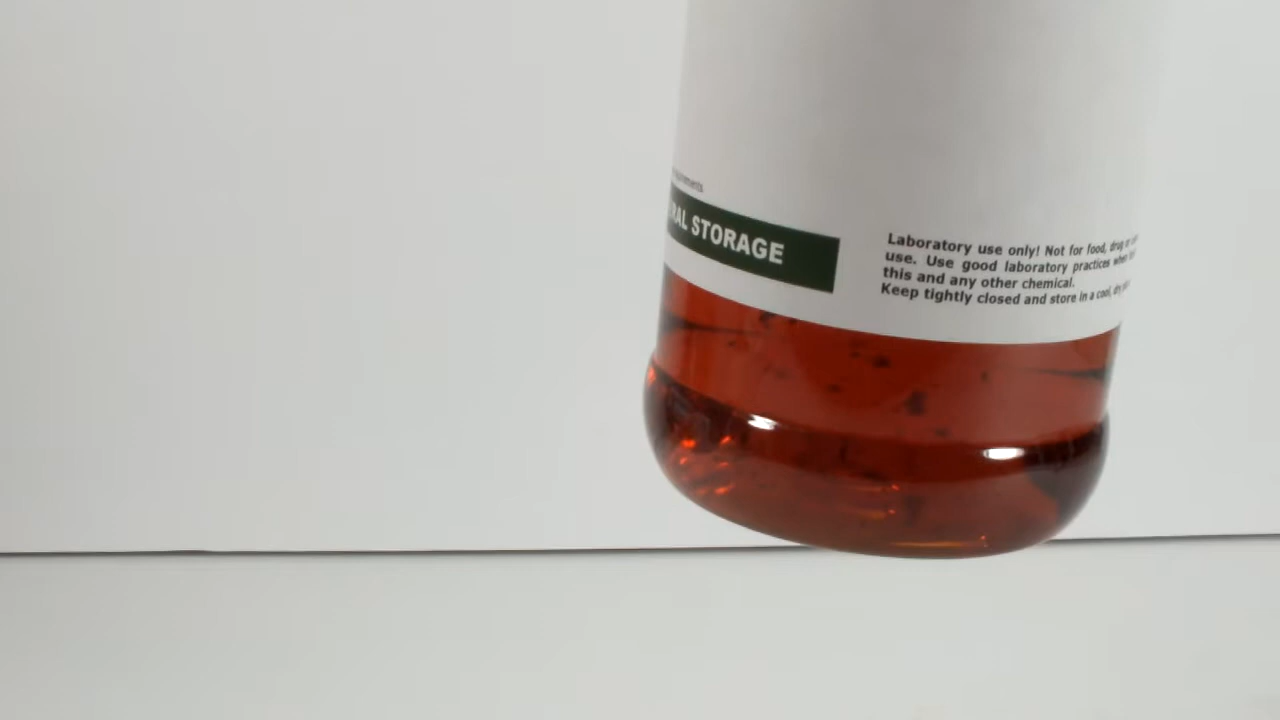 STORAGE
Laboratory use only! Not for food, drug or
use. Use good laboratory practices when
this and any other chemical.
Keep tightly closed and store in a cool, dry